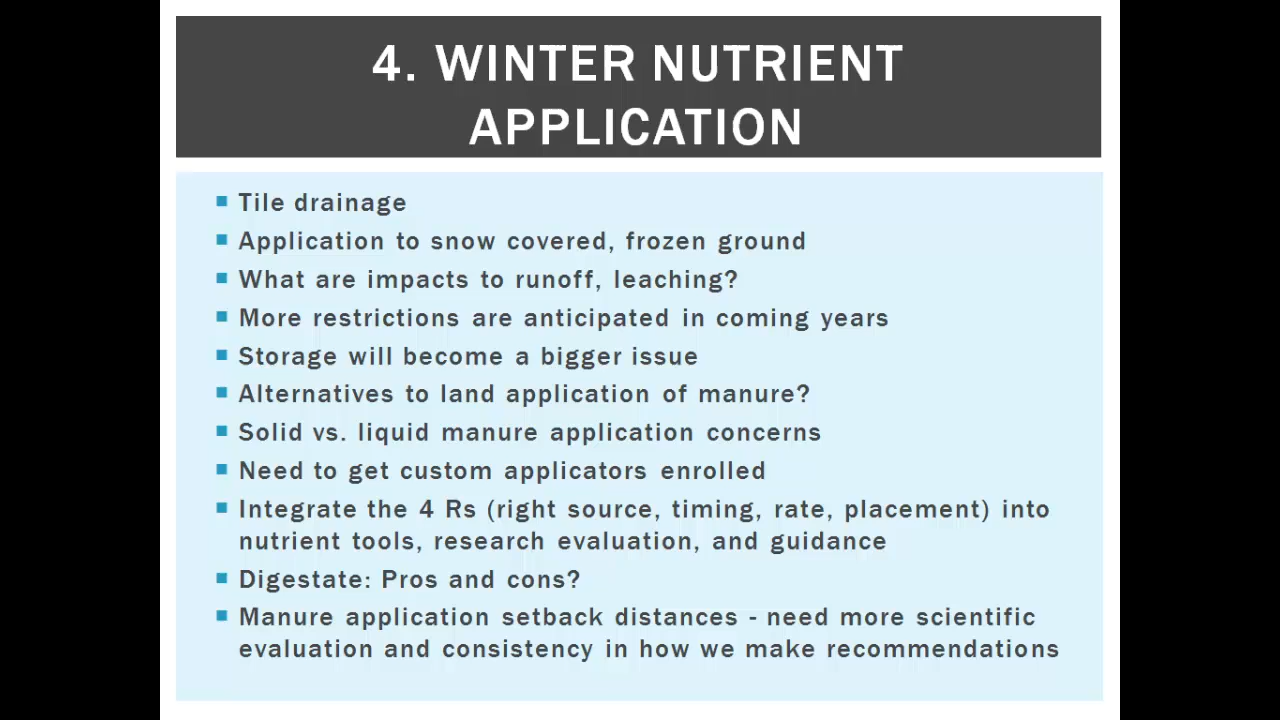 4. WINTER NUTRIENT
APPLICATION
Tile drainage
Application to snow covered, frozen ground
What are impacts to runoff, leaching?
More restrictions are anticipated in coming years
Storage will become a bigger issue
Alternatives to land application of manure?
Solid vs. liquid manure application concerns
Need to get custom applicators enrolled
Integrate the 4 Rs (right source, timing, rate, placement) into
nutrient tools, research evaluation, and guidance
Digestate: Pros and cons?
Manure application setback distances - need more scientific
evaluation and consistency in how we make recommendations